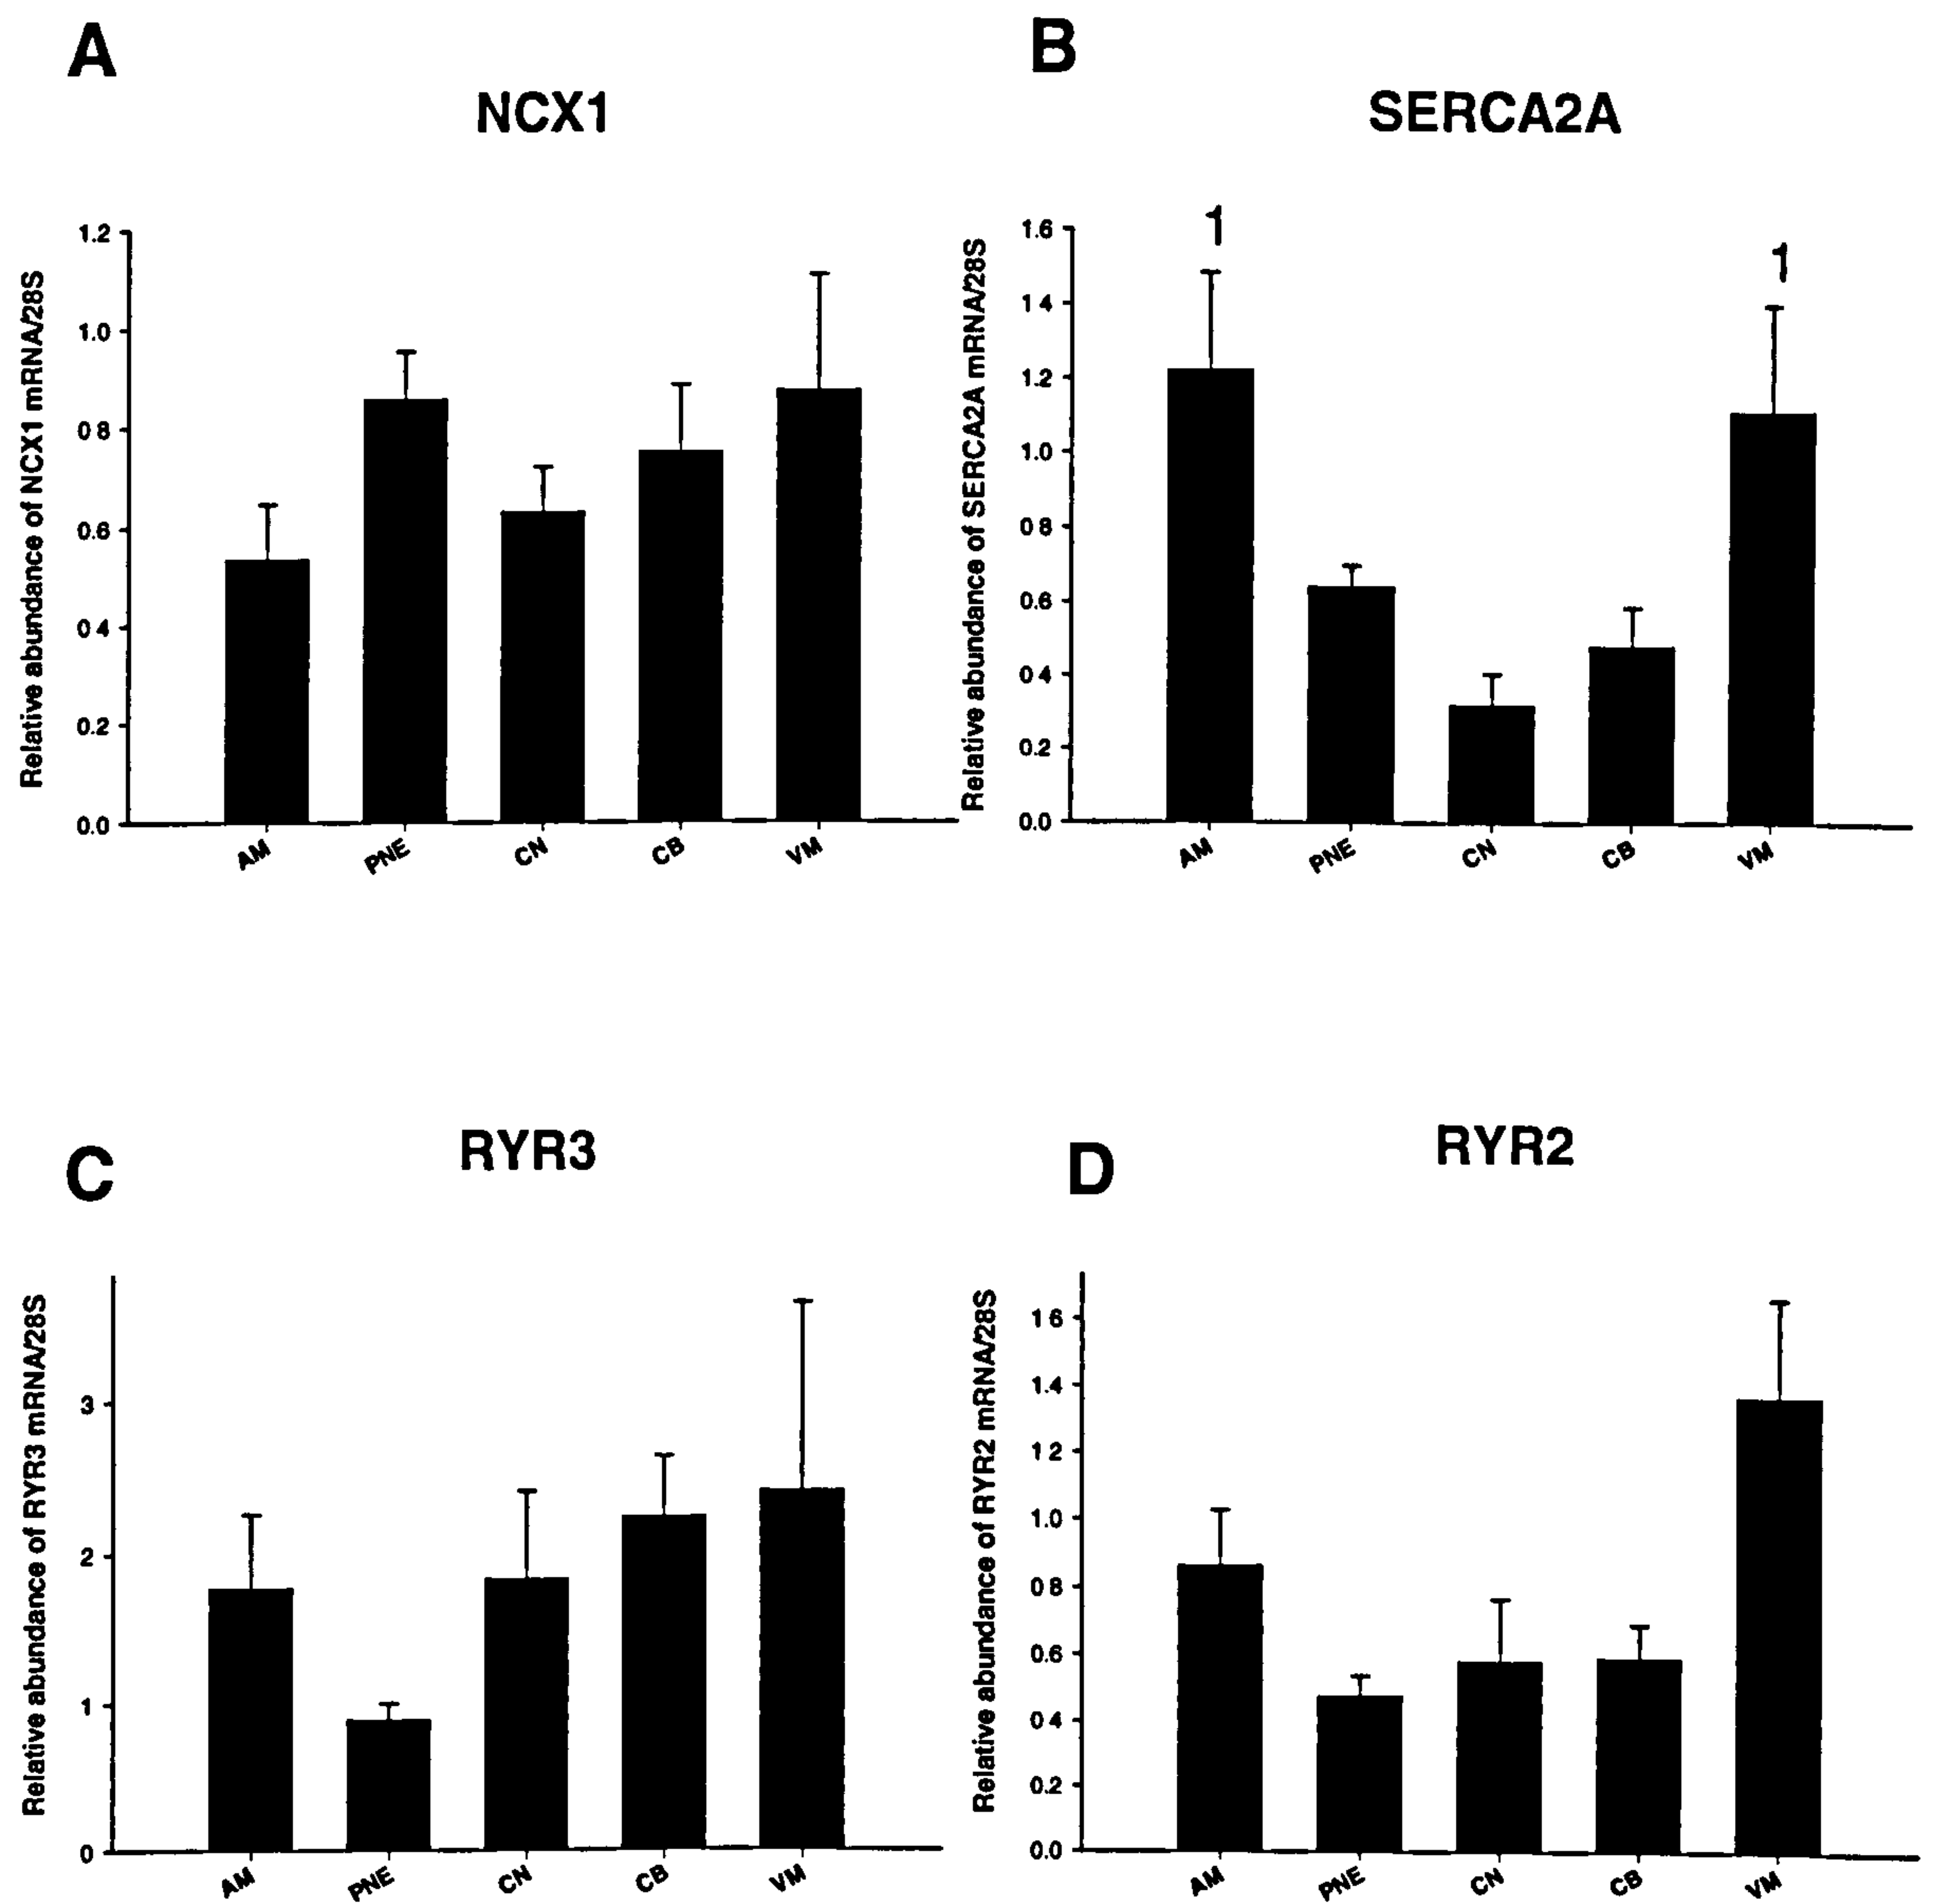 A
NCX1
Relative abundance of NCX1 mRNA/28S
1.2
1.0
0 8
0.6
0 4
0.2
0.0
AM
PNE
CN
CB
VM
B
SERCA2A
Relative abundance of SERCA2A mRNA/28S
1.6
1 4
1.2
1.0
0 8
0.6
0 4
0.2
0.0
1
1
AM
PNE
CN
CB
VM
C
RYR3
Relative abundance of RYR3 mRNA/28S
3
2
1
0
AM
PNE
CN
CB
VM
D
RYR2
Relative abundance of RYR2 mRNA/28S
1 6
1.4
1 2
1.0
0 8
0.6
0 4
0.2
0.0
AM
PNE
CN
CB
VM